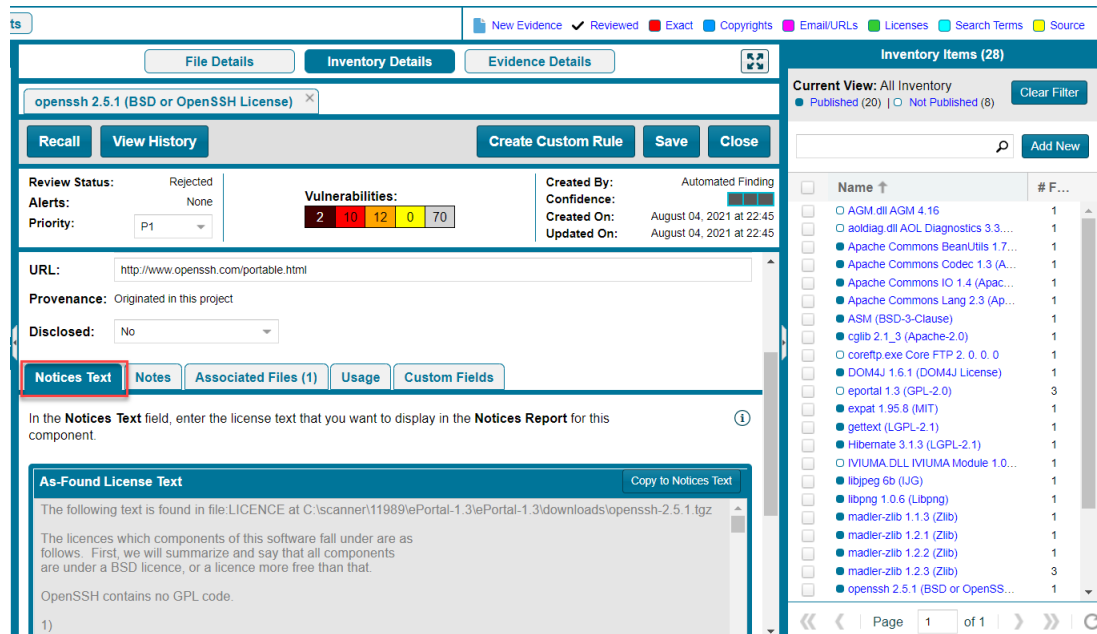 ts
New Evidence Reviewed Exact Copyrights Email/URLs Licenses Search Terms Source
File Details Inventory Details Evidence Details
openssh 2.5.1 (BSD or OpenSSH License) ×
Recall View History Create Custom Rule Save Close
Review Status: Rejected
Alerts: None
Priority: P1
Vulnerabilities:
2 10 12 0 70
Created By: Automated Finding
Confidence:
Created On: August 04, 2021 at 22:45
Updated On: August 04, 2021 at 22:45
URL: http://www.openssh.com/portable.html
Provenance: Originated in this project
Disclosed: No
Notices Text Notes Associated Files (1) Usage Custom Fields
In the Notices Text field, enter the license text that you want to display in the Notices Report for this
component.
As-Found License Text Copy to Notices Text
The following text is found in file:LICENCE at C:\scanner\11989\ePortal-1.3\ePortal-1.3\downloads\openssh-2.5.1.tgz
The licences which components of this software fall under are as
follows. First, we will summarize and say that all components
are under a BSD licence, or a licence more free than that.
OpenSSH contains no GPL code.
1)
Inventory Items (28)
Current View: All Inventory
Published (20) | Not Published (8)
Clear Filter
Add New
Name # F...
AGM.dll AGM 4.16 1
aoldiag.dll AOL Diagnostics 3.3.... 1
Apache Commons BeanUtils 1.7... 1
Apache Commons Codec 1.3 (A... 1
Apache Commons IO 1.4 (Apac... 1
Apache Commons Lang 2.3 (Ap... 1
ASM (BSD-3-Clause) 1
cglib 2.1_3 (Apache-2.0) 1
coreftp.exe Core FTP 2. 0. 0. 0 1
DOM4J 1.6.1 (DOM4J License) 1
eportal 1.3 (GPL-2.0) 3
expat 1.95.8 (MIT) 1
gettext (LGPL-2.1) 1
Hibernate 3.1.3 (LGPL-2.1) 1
IVIUMA.DLL IVIUMA Module 1.0... 1
libjpeg 6b (IJG) 1
libpng 1.0.6 (Libpng) 1
madler-zlib 1.1.3 (Zlib) 1
madler-zlib 1.2.1 (Zlib) 1
madler-zlib 1.2.2 (Zlib) 1
madler-zlib 1.2.3 (Zlib) 3
openssh 2.5.1 (BSD or OpenSS... 1
Page 1 of 1